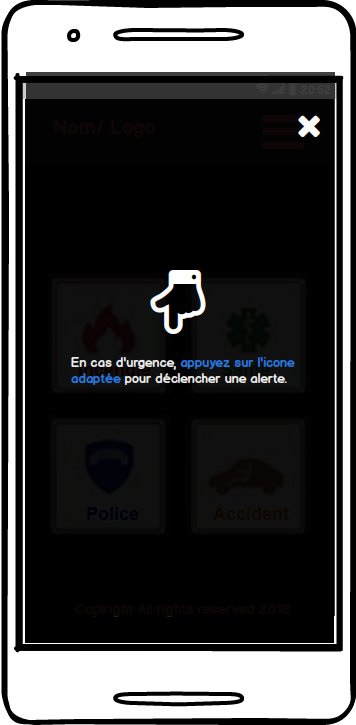 20:52
Nom/ Logo
En cas d'urgence, appuyez sur l'icone
adaptée pour déclencher une alerte.
Police
Accident
Copiright All rights reserved 2018